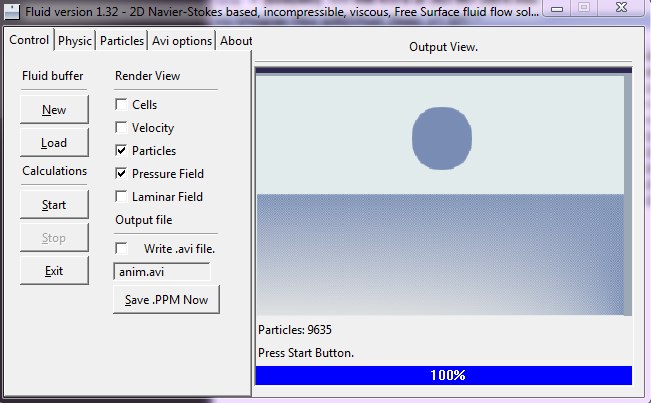 Fluid version 1.32 - 2D Navier-Stokes based, incompressible, viscous, Free Surface fluid flow sol...
Control Physic Particles Avi options About
Output View.
Fluid buffer
New
Load
Calculations
Start
Stop
Exit
Render View
Cells
Velocity
Particles
Pressure Field
Laminar Field
Output file
Write .avi file.
anim.avi
Save .PPM Now
Particles: 9635
Press Start Button.
100%